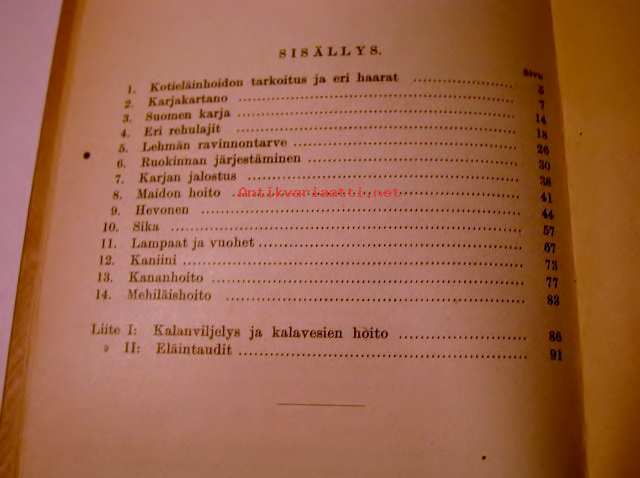 SISÄLLYS.
Sivu
1. Kotieläinhoidon tarkoitus ja eri haarat 5
2. Karjakartano 7
3. Suomen karja 14
4. Eri rehulajit 18
5. Lehmän ravinnontarve 26
6. Ruokinnan järjestäminen 30
7. Karjan jalostus 38
8. Maidon hoito 41
Antikvariaatti.net
9. Hevonen 44
10. Sika 57
11. Lampaat ja vuohet 67
12. Kaniini 73
13. Kananhoito 77
14. Mehiläishoito 83
Liite I: Kalanviljelys ja kalavesien hoito 86
» II: Eläintaudit 91